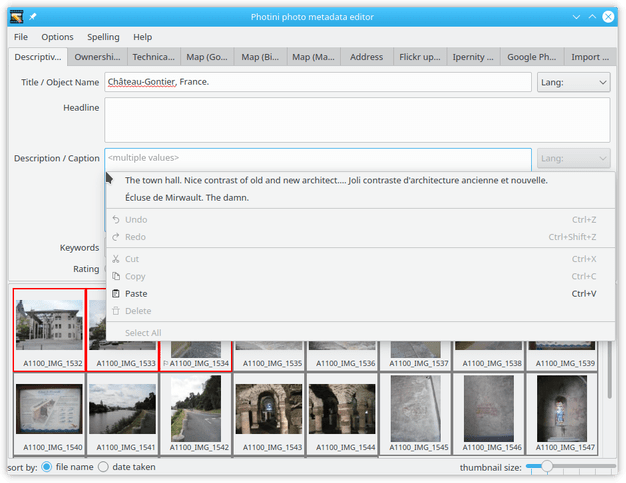 Photini photo metadata editor
File Options Spelling Help
Descriptiv... Ownershi... Technica... Map (Go... Map (Bi... Map (Ma... Address Flickr up... Ipernity ... Google Ph... Import ...
Title / Object Name Château-Gontier, France. Lang:
Headline
Description / Caption <multiple values> Lang:
The town hall. Nice contrast of old and new architect.... Joli contraste d'architecture ancienne et nouvelle.
Écluse de Mirwault. The damn.
Undo Ctrl+Z
Redo Ctrl+Shift+Z
Keywords
Cut Ctrl+X
Rating
Copy Ctrl+C
Paste Ctrl+V
Delete
Select All
A1100_IMG_1532 A1100_IMG_1533 A1100_IMG_1534 A1100_IMG_1535 A1100_IMG_1536 A1100_IMG_1537 A1100_IMG_1538 A1100_IMG_1539
A1100_IMG_1540 A1100_IMG_1541 A1100_IMG_1542 A1100_IMG_1543 A1100_IMG_1544 A1100_IMG_1545 A1100_IMG_1546 A1100_IMG_1547
sort by: file name date taken thumbnail size: